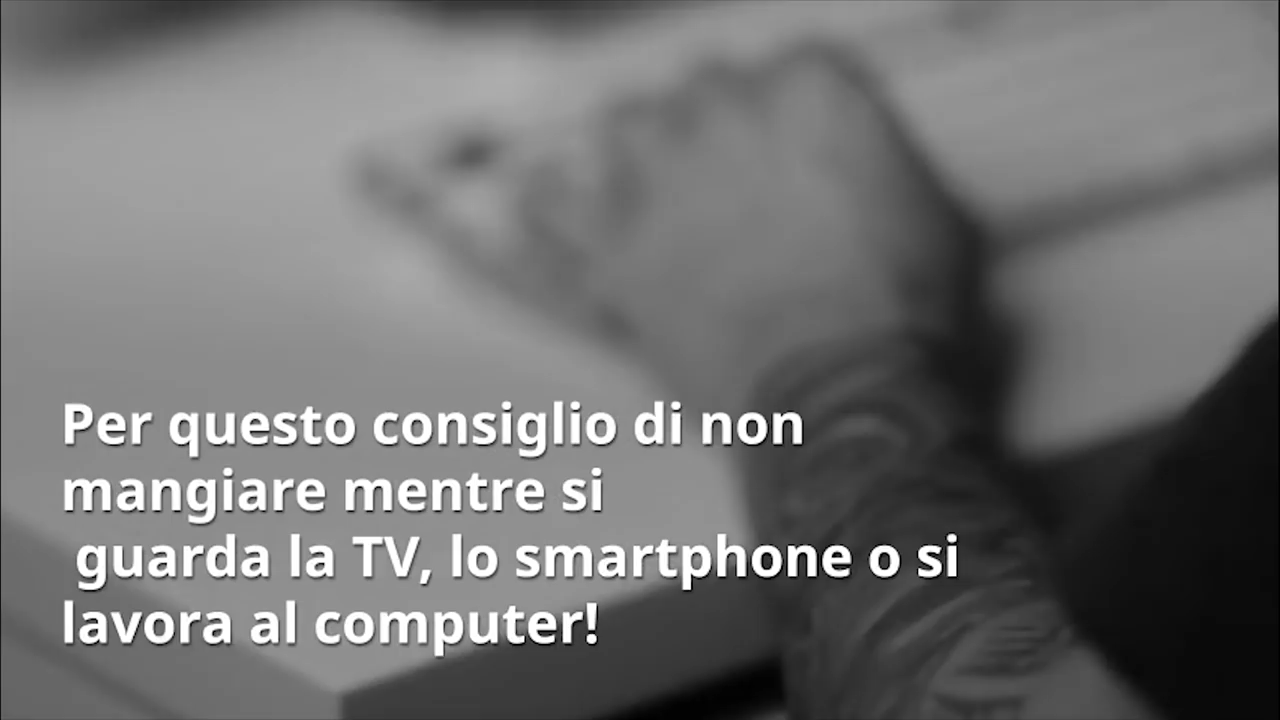 Per questo consiglio di non
mangiare mentre si
guarda la TV, lo smartphone o si
lavora al computer!